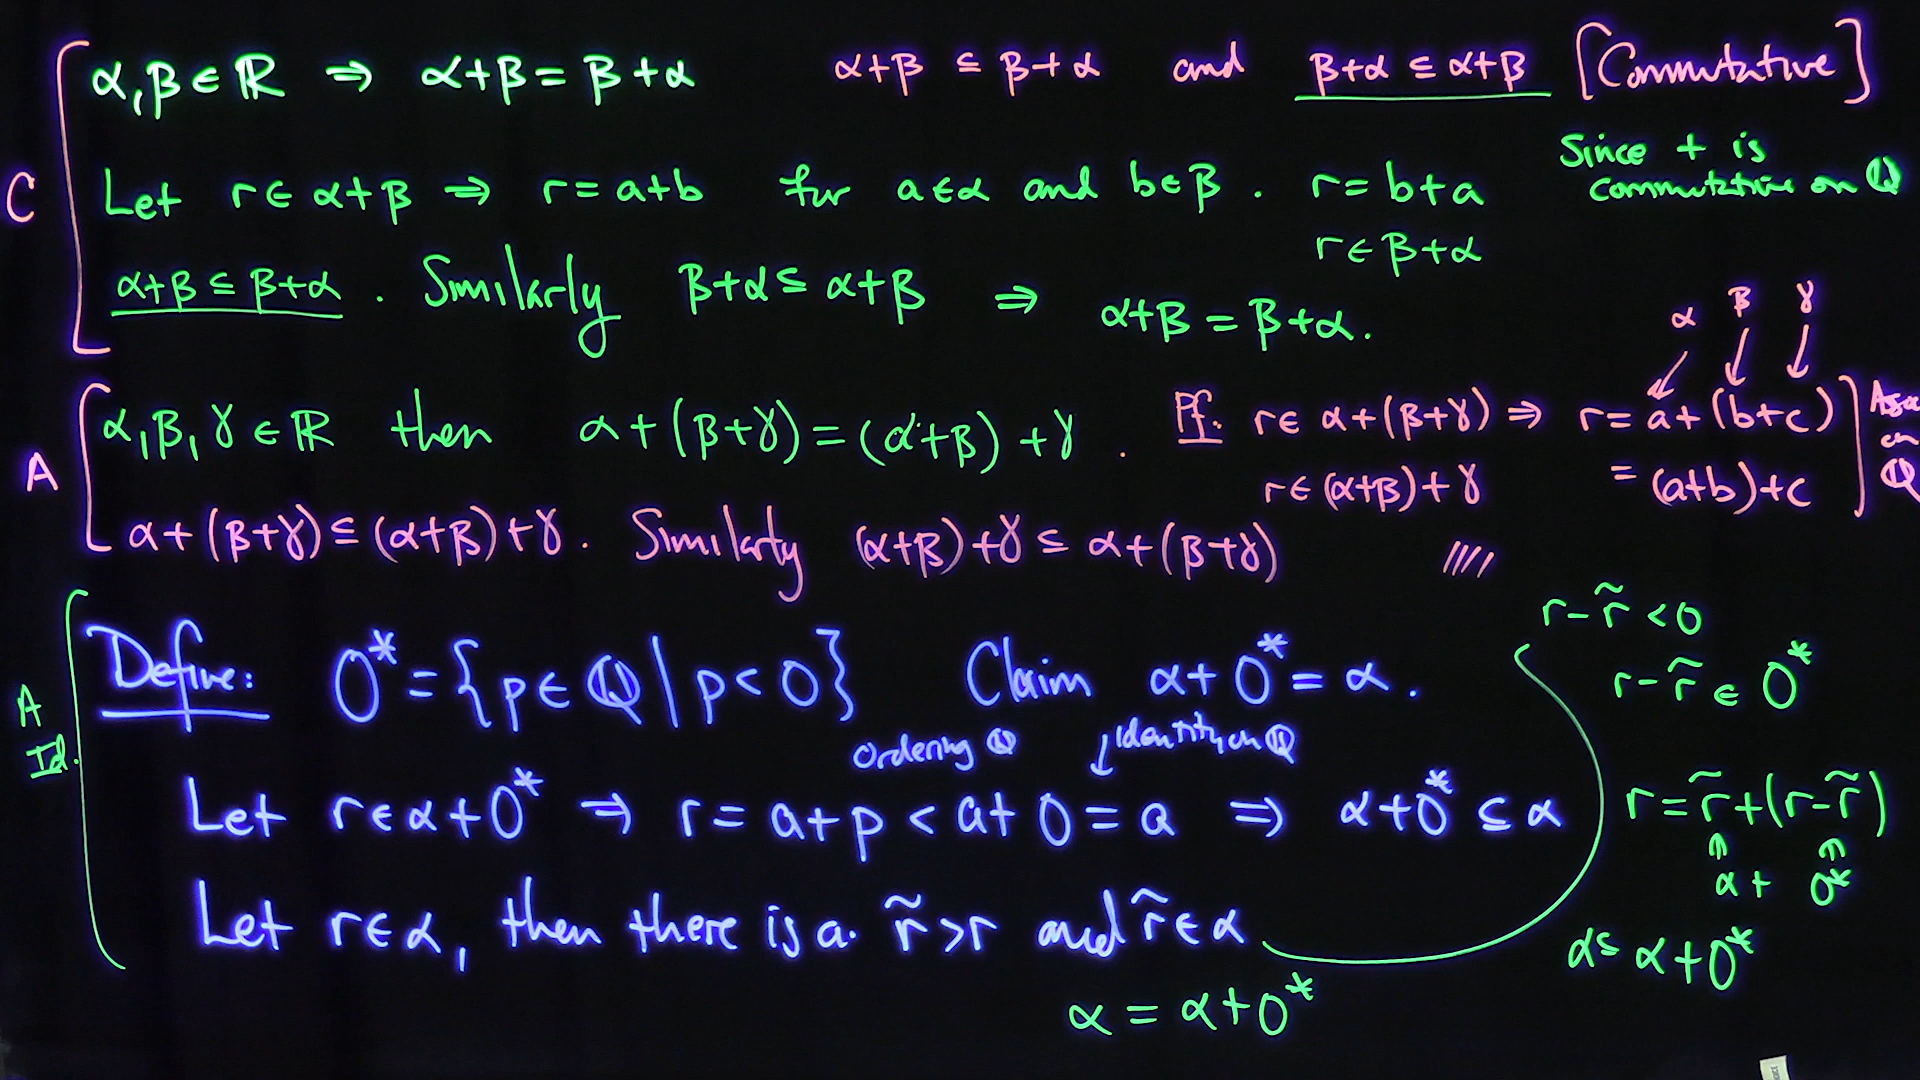 α, β ∈ ℝ ⇒ α+β = β+α    α+β ⊆ β+α and β+α ⊆ α+β [Commutative]
Since + is
commutative on ℚ
C
Let r ∈ α+β ⇒ r = a+b for a ∈ α and b ∈ β . r = b+a
r ∈ β+α
α+β ⊆ β+α . Similarly β+α ⊆ α+β ⇒ α+β = β+α.
α β γ
A
α, β, γ ∈ ℝ then α+(β+γ) = (α+β)+γ . Pf. r ∈ α+(β+γ) ⇒ r = a+(b+c)
r ∈ (α+β)+γ    = (a+b)+c
on
ℚ
α+(β+γ) ⊆ (α+β)+γ. Similarly (α+β)+γ ⊆ α+(β+γ) ////
A
Id.
Define: 0* = {p ∈ ℚ | p < 0} Claim α+0* = α.
Ordering ℚ    Identity on ℚ
Let r ∈ α+0* ⇒ r = a+p < a+0 = a ⇒ α+0* ⊆ α
Let r ∈ α, then there is a r̃ > r and r̃ ∈ α
r-r̃ < 0
r-r̃ ∈ 0*
r = r̃+(r-r̃)
α + 0*
α ⊆ α+0*
α = α+0*